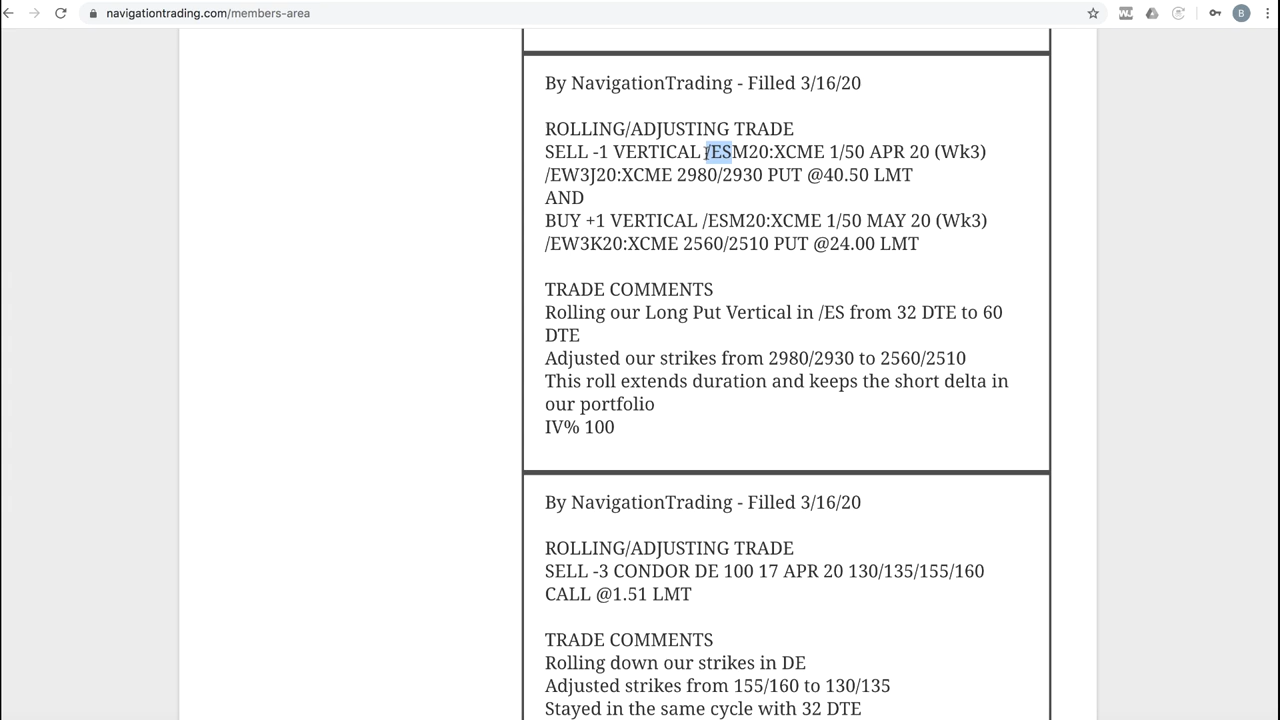 navigationtrading.com/members-area
B
By NavigationTrading - Filled 3/16/20
ROLLING/ADJUSTING TRADE
SELL -1 VERTICAL /ESM20:XCME 1/50 APR 20 (Wk3)
/EW3J20:XCME 2980/2930 PUT @40.50 LMT
AND
BUY +1 VERTICAL /ESM20:XCME 1/50 MAY 20 (Wk3)
/EW3K20:XCME 2560/2510 PUT @24.00 LMT
TRADE COMMENTS
Rolling our Long Put Vertical in /ES from 32 DTE to 60
DTE
Adjusted our strikes from 2980/2930 to 2560/2510
This roll extends duration and keeps the short delta in
our portfolio
IV% 100
By NavigationTrading - Filled 3/16/20
ROLLING/ADJUSTING TRADE
SELL -3 CONDOR DE 100 17 APR 20 130/135/155/160
CALL @1.51 LMT
TRADE COMMENTS
Rolling down our strikes in DE
Adjusted strikes from 155/160 to 130/135
Stayed in the same cycle with 32 DTE